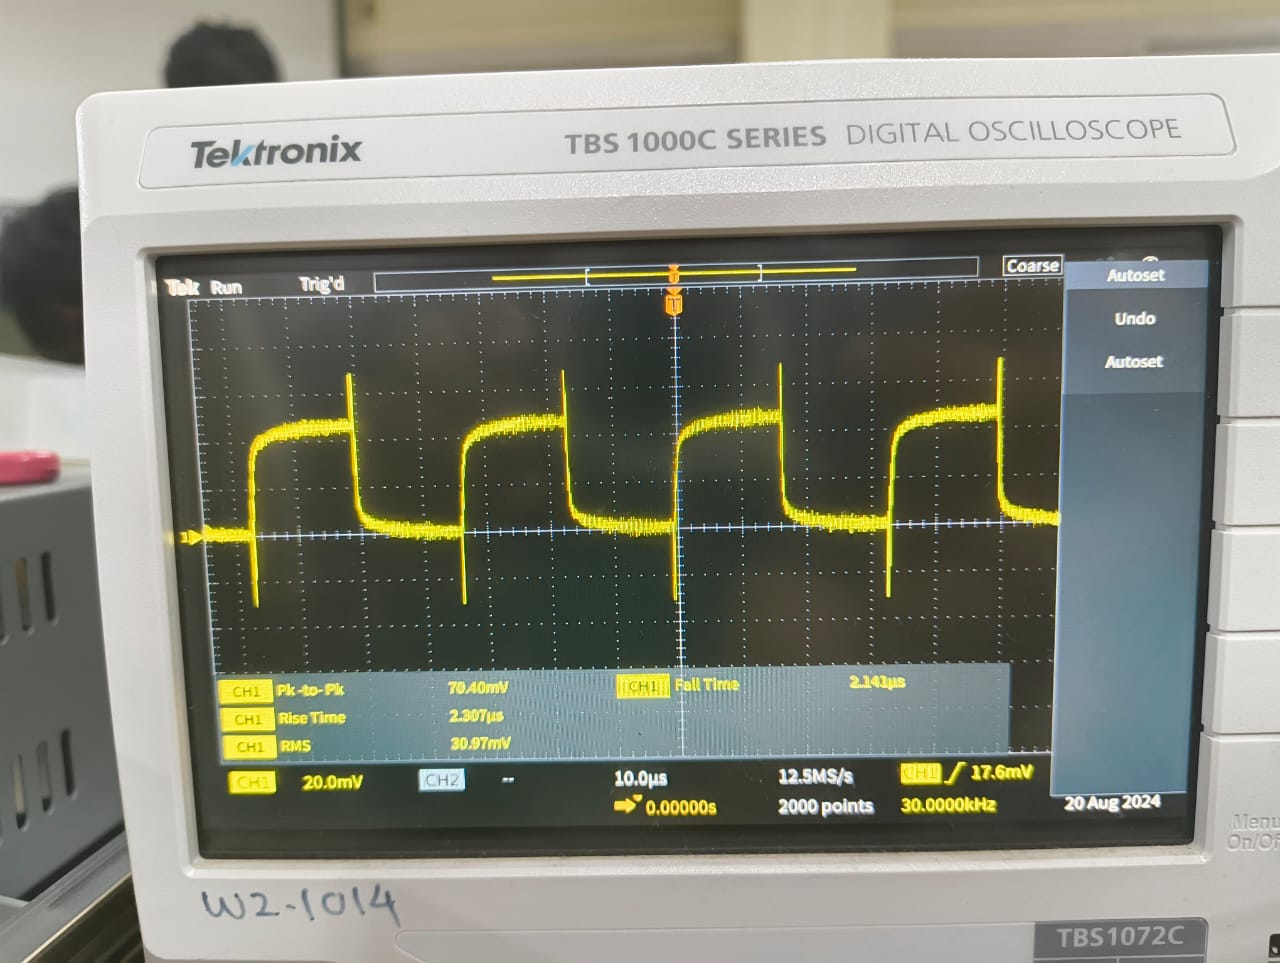 Tektronix
TBS 1000C SERIES DIGITAL OSCILLOSCOPE
Tek Run Trig'd
Coarse
Autoset
Undo
Autoset
T
1
CH1 Pk-to-Pk 70.40mV CH1 Fall Time 2.141µs
CH1 Rise Time 2.307µs
CH1 RMS 30.97mV
CH1 20.0mV CH2 -- 10.0µs 12.5MS/s CH1 17.6mV
0.00000s 2000 points 30.0000kHz
20 Aug 2024
Menu
W2-1014
TBS1072C